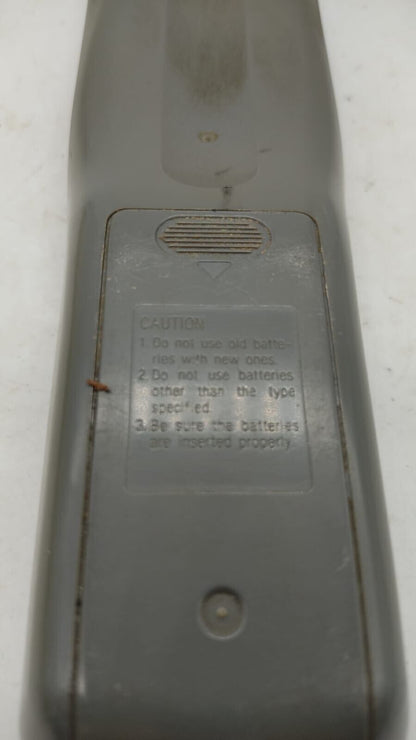 CAUTION
1. Do not use old batte-
ries with new ones.
2. Do not use batteries
other than the type
specified.
3. Be sure the batteries
are inserted properly.